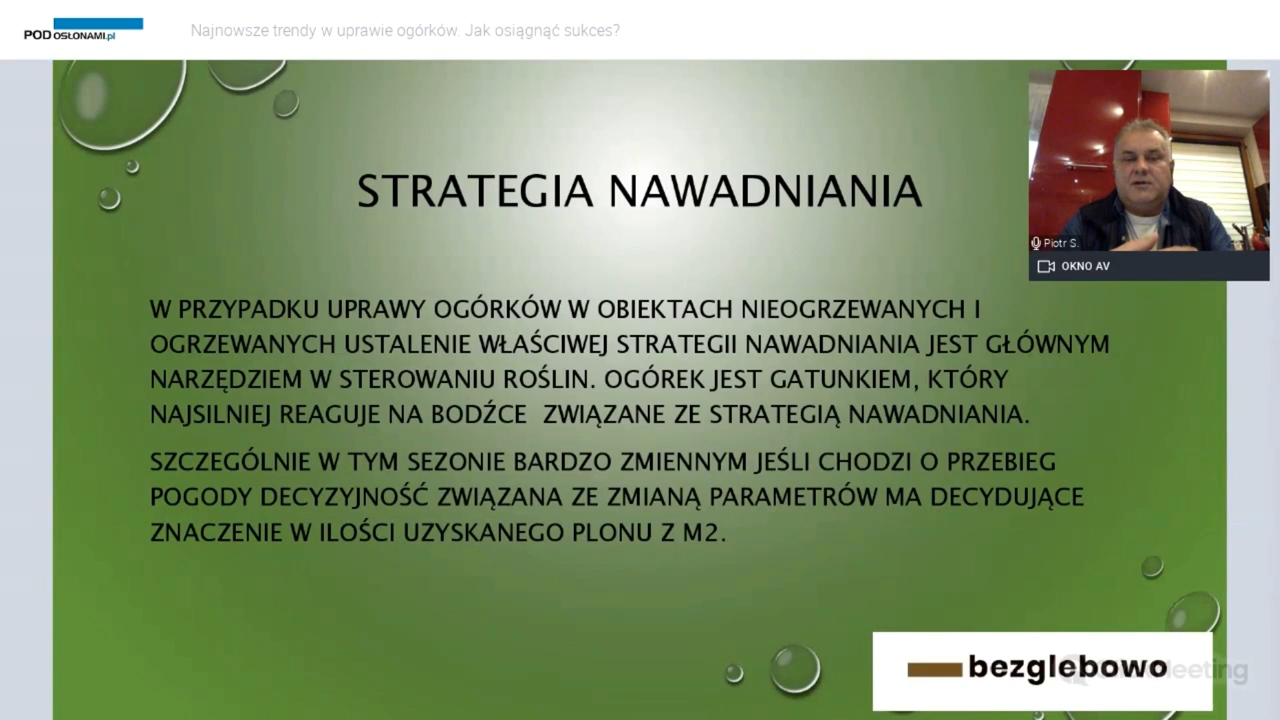 POD OSŁONAMI.pl
Najnowsze trendy w uprawie ogórków. Jak osiągnąć sukces?
STRATEGIA NAWADNIANIA
Piotr S.
OKNO AV
W PRZYPADKU UPRAWY OGÓRKÓW W OBIEKTACH NIEOGRZEWANYCH I
OGRZEWANYCH USTALENIE WŁAŚCIWEJ STRATEGII NAWADNIANIA JEST GŁÓWNYM
NARZĘDZIEM W STEROWANIU ROŚLIN. OGÓREK JEST GATUNKIEM, KTÓRY
NAJSILNIEJ REAGUJE NA BODŹCE ZWIĄZANE ZE STRATEGIĄ NAWADNIANIA.
SZCZEGÓLNIE W TYM SEZONIE BARDZO ZMIENNYM JEŚLI CHODZI O PRZEBIEG
POGODY DECYZYJNOŚĆ ZWIĄZANA ZE ZMIANĄ PARAMETRÓW MA DECYDUJĄCE
ZNACZENIE W ILOŚCI UZYSKANEGO PLONU Z M2.
bezglebowo